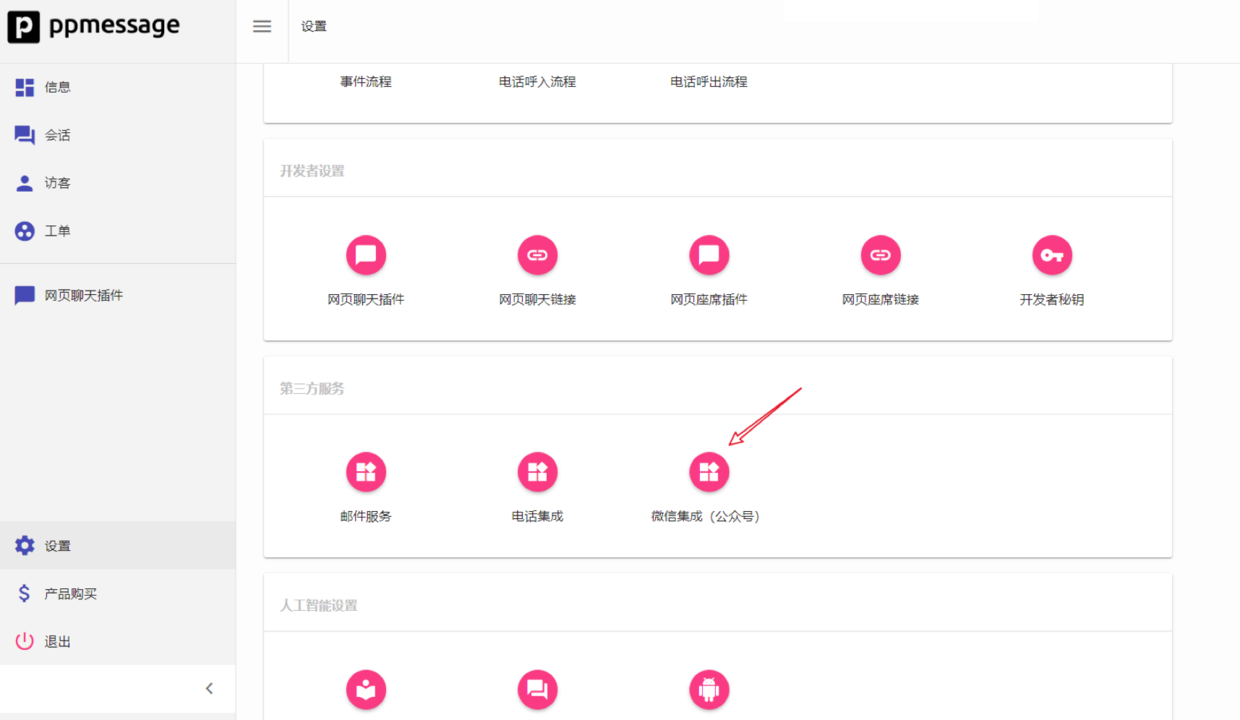 ppmessage
设置
信息
会话
访客
工单
网页聊天插件
设置
产品购买
退出
事件流程 电话呼入流程 电话呼出流程
开发者设置
网页聊天插件 网页聊天链接 网页座席插件 网页座席链接 开发者秘钥
第三方服务
邮件服务 电话集成 微信集成（公众号）
人工智能设置